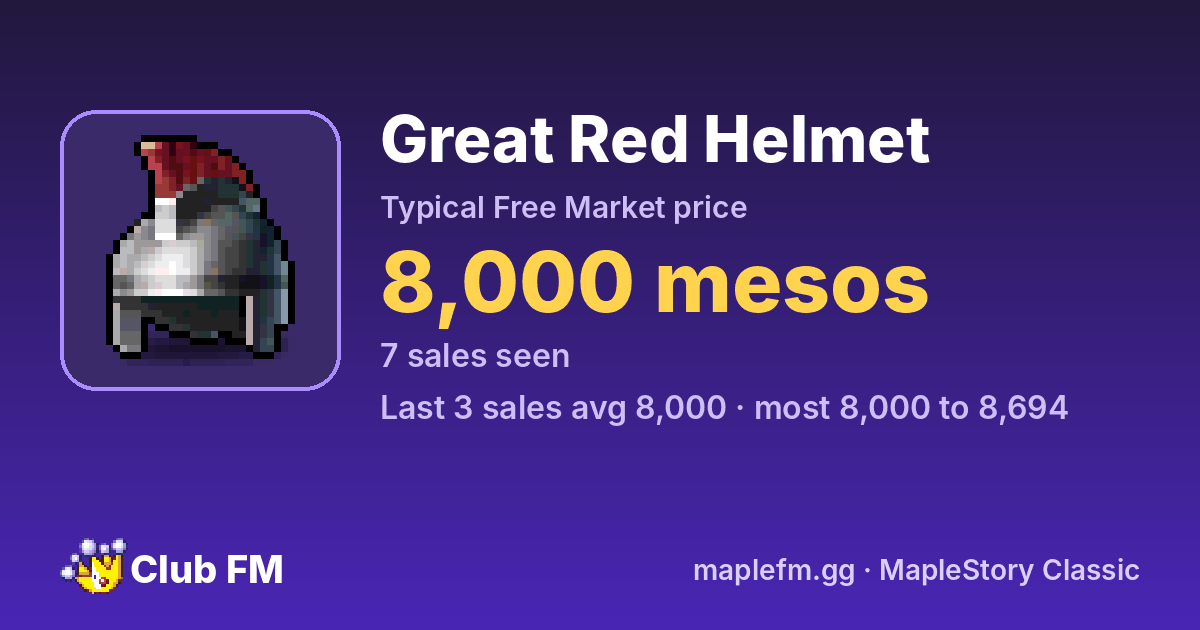 Great Red Helmet
Typical Free Market price
8,000 mesos
7 sales seen
Last 3 sales avg 8,000 · most 8,000 to 8,694
Club FM
maplefm.gg · MapleStory Classic